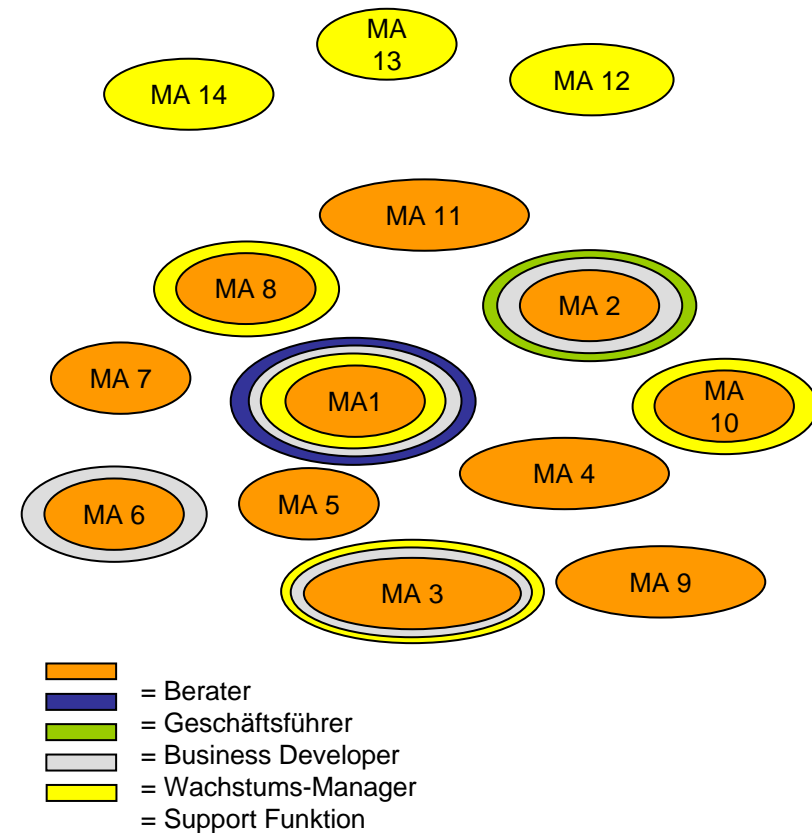 MA
13
MA 14
MA 12
MA 11
MA 8
MA 2
MA 7
MA1
MA
10
MA 4
MA 5
MA 6
MA 3
MA 9
= Berater
= Geschäftsführer
= Business Developer
= Wachstums-Manager
= Support Funktion